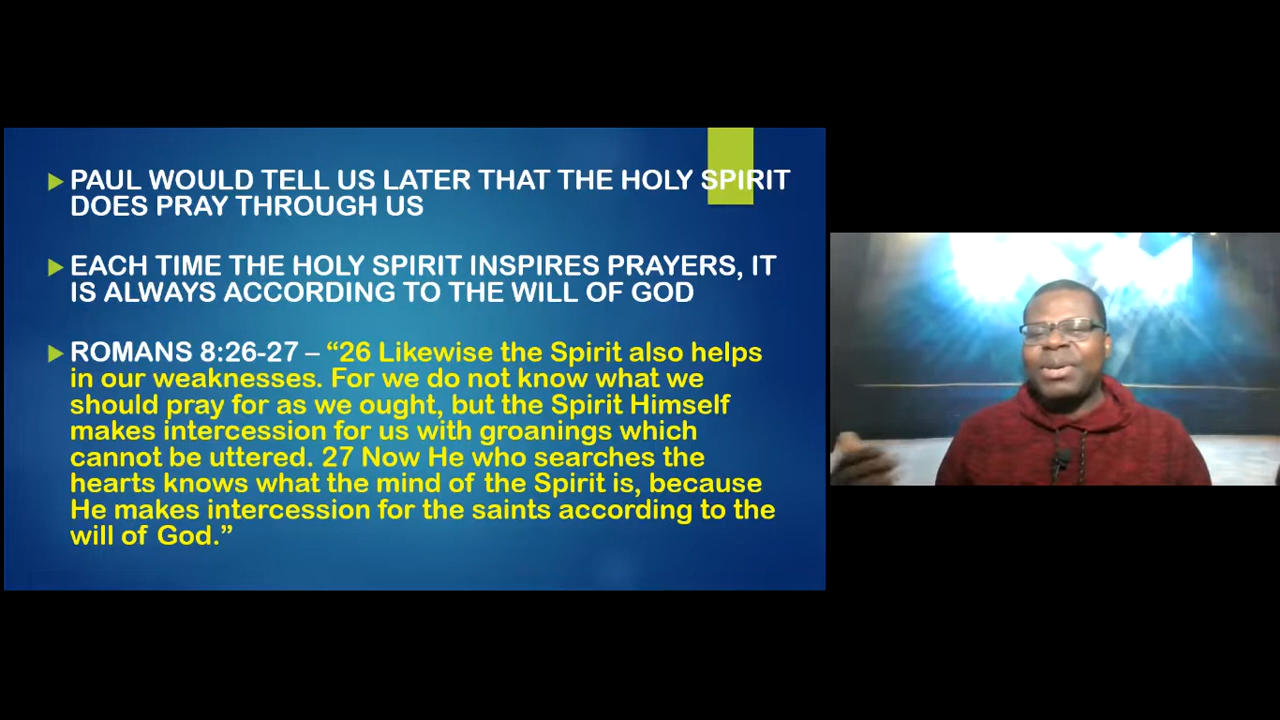 PAUL WOULD TELL US LATER THAT THE HOLY SPIRIT
DOES PRAY THROUGH US
EACH TIME THE HOLY SPIRIT INSPIRES PRAYERS, IT
IS ALWAYS ACCORDING TO THE WILL OF GOD
ROMANS 8:26-27 – “26 Likewise the Spirit also helps
in our weaknesses. For we do not know what we
should pray for as we ought, but the Spirit Himself
makes intercession for us with groanings which
cannot be uttered. 27 Now He who searches the
hearts knows what the mind of the Spirit is, because
He makes intercession for the saints according to the
will of God.”